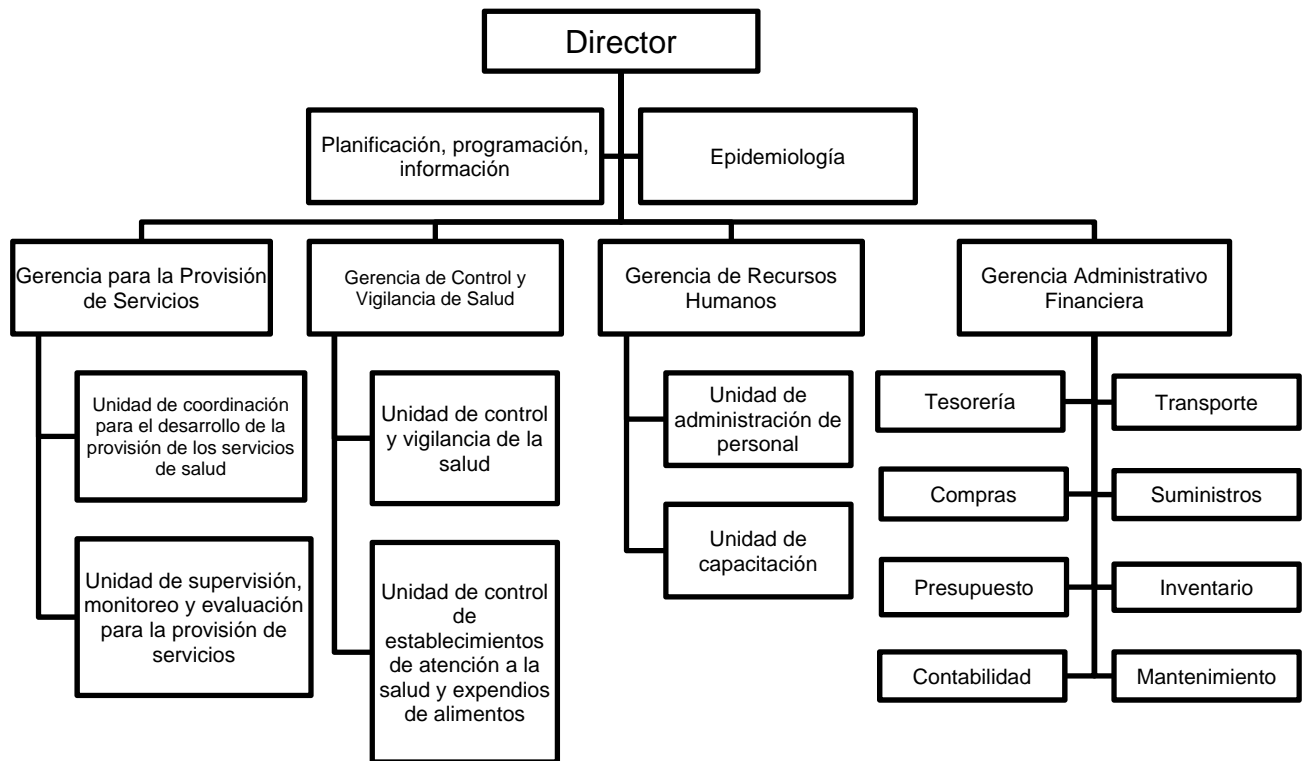 Director
Planificación, programación,
información
Epidemiología
Gerencia para la Provisión
de Servicios
Gerencia de Control y
Vigilancia de Salud
Gerencia de Recursos
Humanos
Gerencia Administrativo
Financiera
Unidad de coordinación
para el desarrollo de la
provisión de los servicios
de salud
Unidad de supervisión,
monitoreo y evaluación
para la provisión de
servicios
Unidad de control
y vigilancia de la
salud
Unidad de control
de
establecimientos
de atención a la
salud y expendios
de alimentos
Unidad de
administración de
personal
Unidad de
capacitación
Tesorería
Transporte
Compras
Suministros
Presupuesto
Inventario
Contabilidad
Mantenimiento